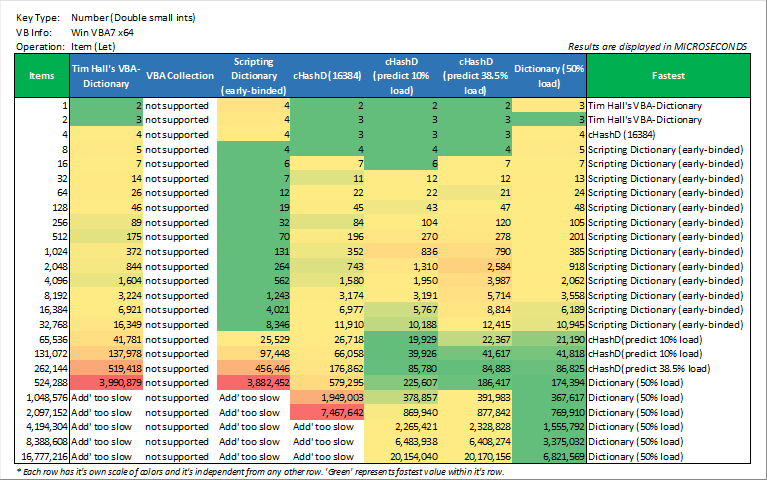 Key Type: Number (Double small ints)
VB Info: Win VBA7 x64
Operation: Item (Let)
Results are displayed in MICROSECONDS
Items Tim Hall's VBA-Dictionary VBA Collection Scripting Dictionary (early-binded) cHashD (16384) cHashD (predict 10% load) cHashD (predict 38.5% load) Dictionary (50% load) Fastest
1 2 not supported 4 2 2 2 3 Tim Hall's VBA-Dictionary
2 3 not supported 4 3 3 3 3 Tim Hall's VBA-Dictionary
4 4 not supported 4 3 3 3 4 cHashD (16384)
8 5 not supported 4 4 4 4 5 Scripting Dictionary (early-binded)
16 7 not supported 6 7 6 7 7 Scripting Dictionary (early-binded)
32 14 not supported 7 11 12 12 13 Scripting Dictionary (early-binded)
64 26 not supported 12 22 22 21 24 Scripting Dictionary (early-binded)
128 46 not supported 19 45 43 47 48 Scripting Dictionary (early-binded)
256 89 not supported 32 84 104 120 105 Scripting Dictionary (early-binded)
512 175 not supported 70 196 270 278 201 Scripting Dictionary (early-binded)
1,024 372 not supported 131 352 836 790 385 Scripting Dictionary (early-binded)
2,048 844 not supported 264 743 1,310 2,584 918 Scripting Dictionary (early-binded)
4,096 1,604 not supported 562 1,580 1,950 3,987 2,062 Scripting Dictionary (early-binded)
8,192 3,224 not supported 1,243 3,174 3,191 5,714 3,558 Scripting Dictionary (early-binded)
16,384 6,921 not supported 4,021 6,977 5,767 8,814 6,189 Scripting Dictionary (early-binded)
32,768 16,349 not supported 8,346 11,910 10,188 12,415 10,945 Scripting Dictionary (early-binded)
65,536 41,781 not supported 25,529 26,718 19,929 22,367 21,190 cHashD(predict 10% load)
131,072 137,978 not supported 97,448 66,058 39,926 41,617 41,818 cHashD(predict 10% load)
262,144 519,418 not supported 456,446 176,862 85,780 84,883 86,825 cHashD(predict 38.5% load)
524,288 3,990,879 not supported 3,882,452 579,295 225,607 186,417 174,394 Dictionary (50% load)
1,048,576 Add' too slow not supported Add' too slow 1,949,003 378,857 391,983 367,617 Dictionary (50% load)
2,097,152 Add' too slow not supported Add' too slow 7,467,642 869,940 877,842 769,910 Dictionary (50% load)
4,194,304 Add' too slow not supported Add' too slow Add' too slow 2,265,421 2,328,828 1,555,792 Dictionary (50% load)
8,388,608 Add' too slow not supported Add' too slow Add' too slow 6,483,938 6,408,274 3,375,032 Dictionary (50% load)
16,777,216 Add' too slow not supported Add' too slow Add' too slow 20,154,040 20,170,156 6,821,569 Dictionary (50% load)
* Each row has it's own scale of colors and it's independent from any other row. 'Green' represents fastest value within it's row.